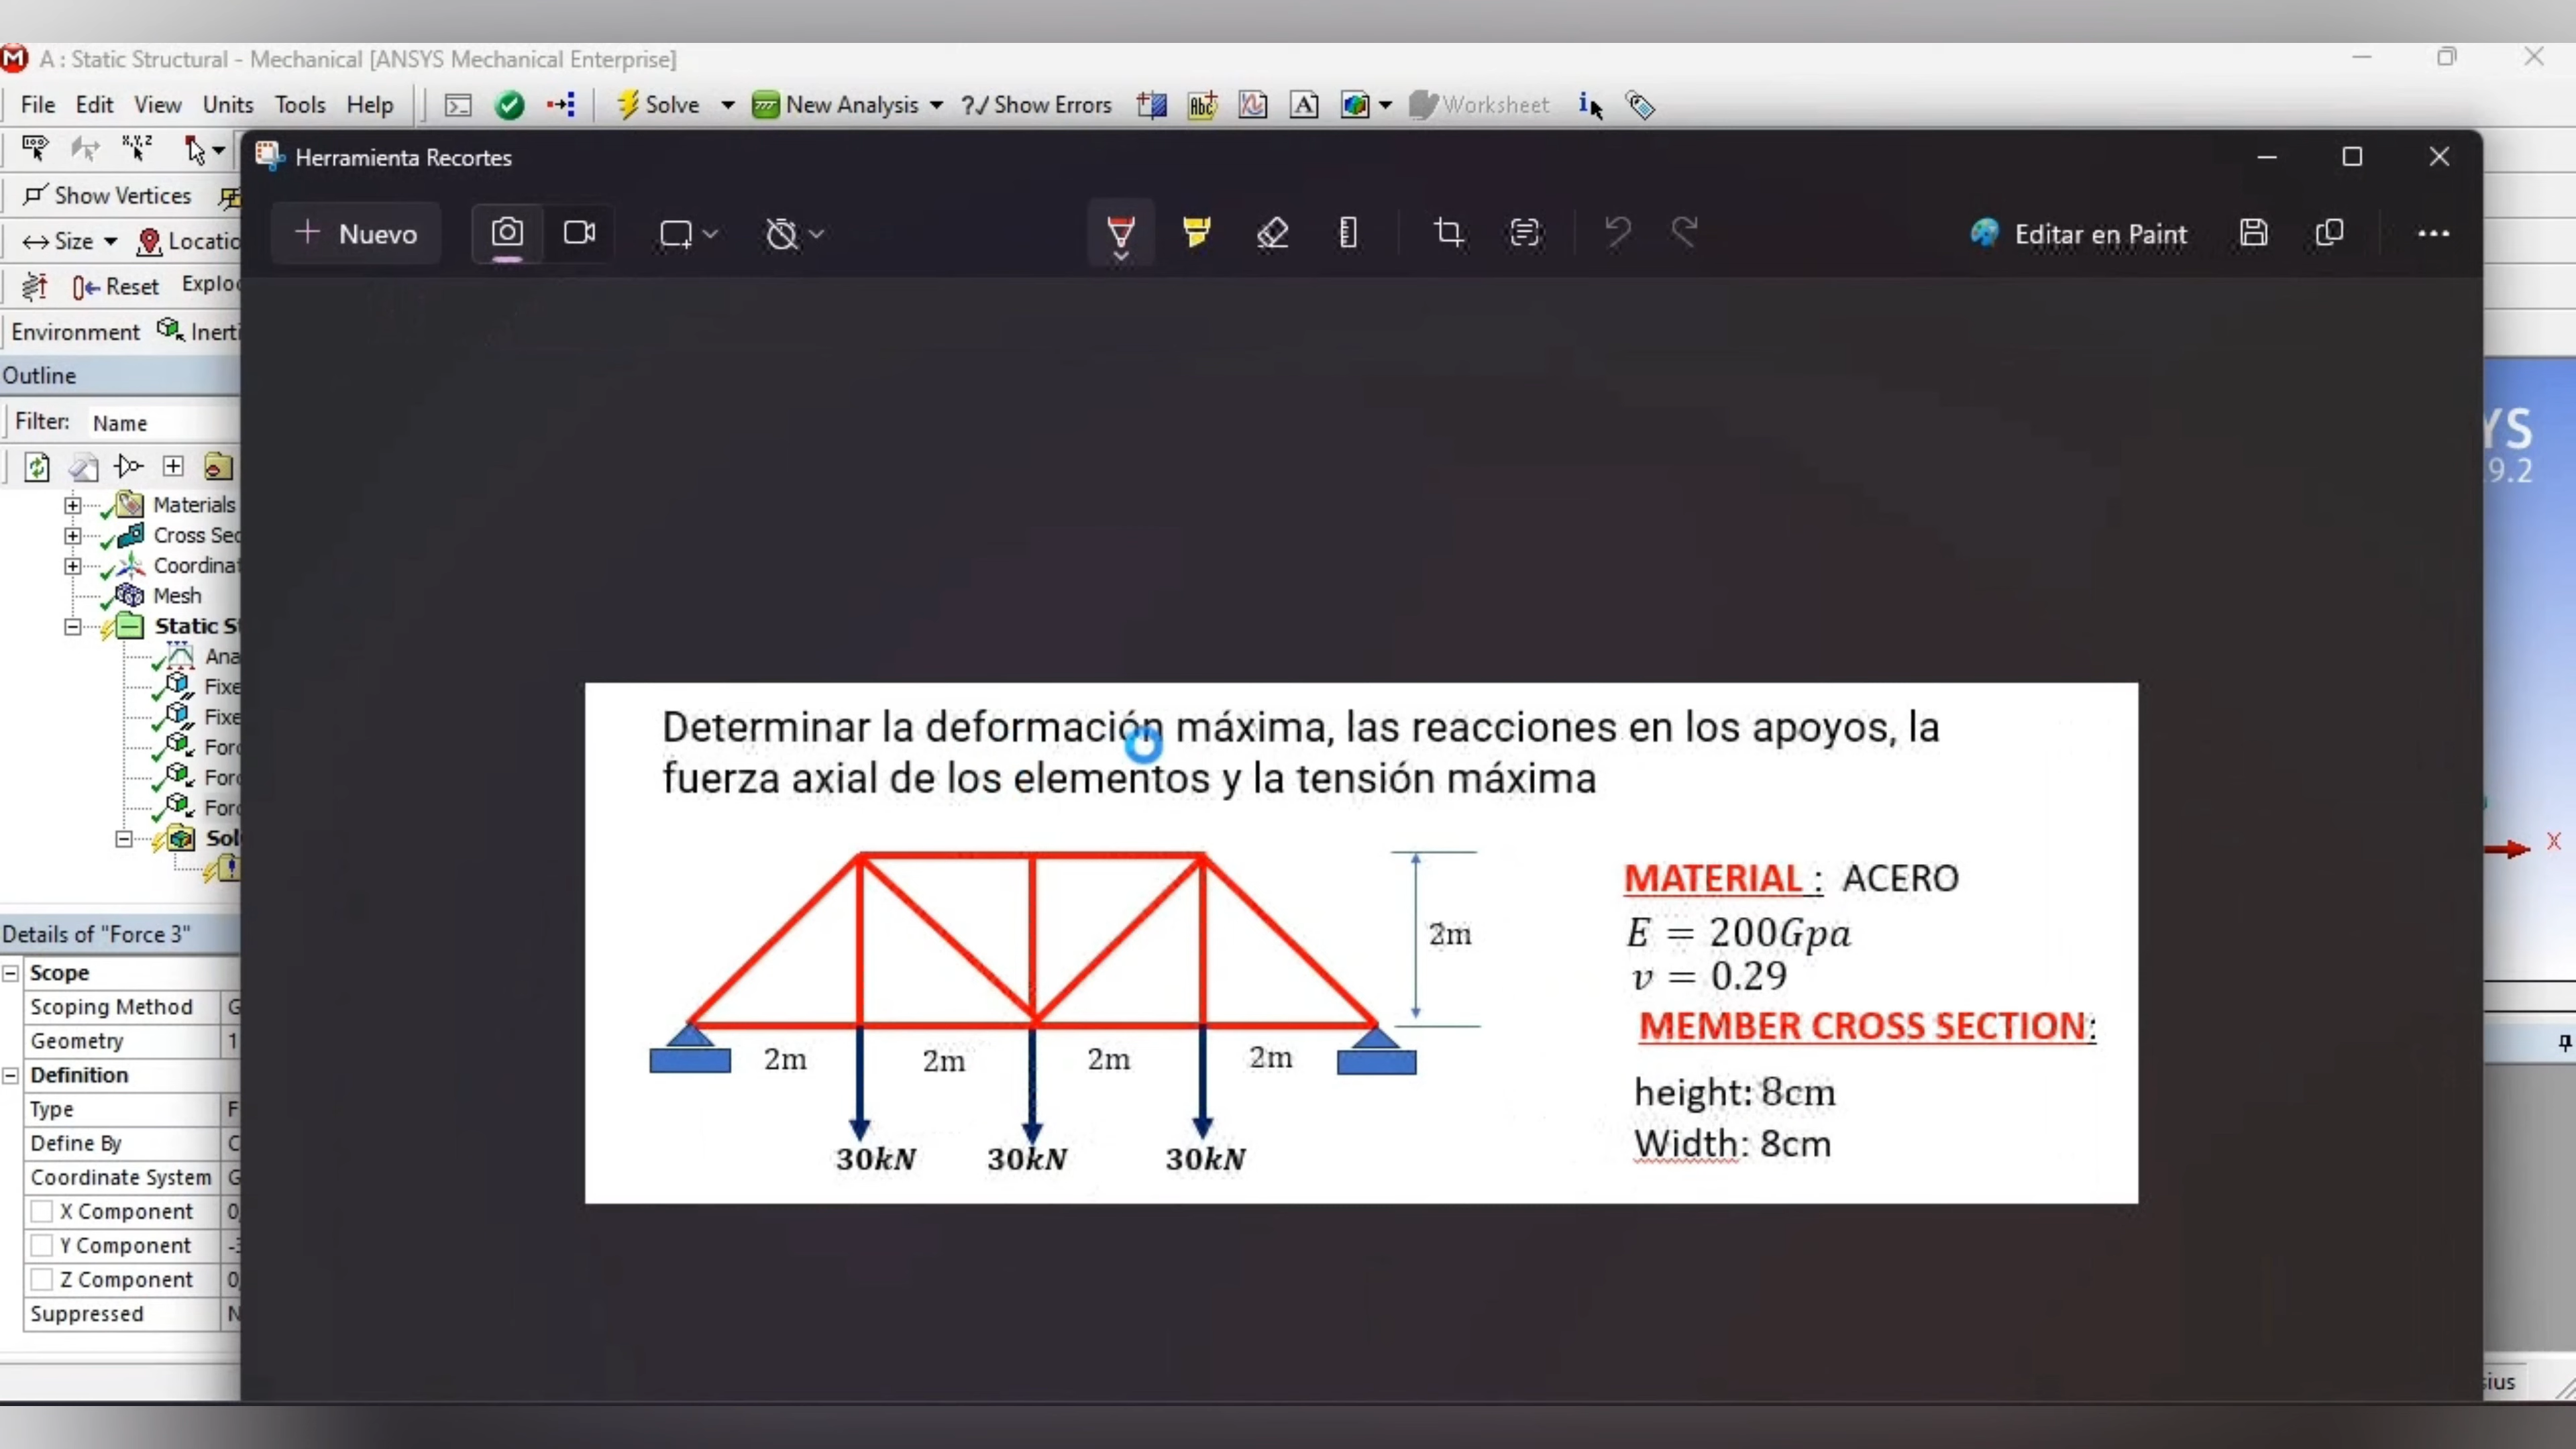 A : Static Structural - Mechanical [ANSYS Mechanical Enterprise]
File Edit View Units Tools Help Solve New Analysis ?✓ Show Errors Worksheet
Herramienta Recortes
Show Vertices
Nuevo Editar en Paint
Size
Reset
Environment
Outline
Filter: Name
9.2
Materials
Mesh
Determinar la deformación máxima, las reacciones en los apoyos, la
fuerza axial de los elementos y la tensión máxima
X
MATERIAL : ACERO
E = 200Gpa
2m
v = 0.29
MEMBER CROSS SECTION:
2m 2m 2m 2m
height: 8cm
Width: 8cm
30kN 30kN 30kN
Details of "Force 3"
Scope
Scoping Method
Geometry 1
Definition
Type
Define By
Coordinate System
X Component
Y Component
Z Component
Suppressed